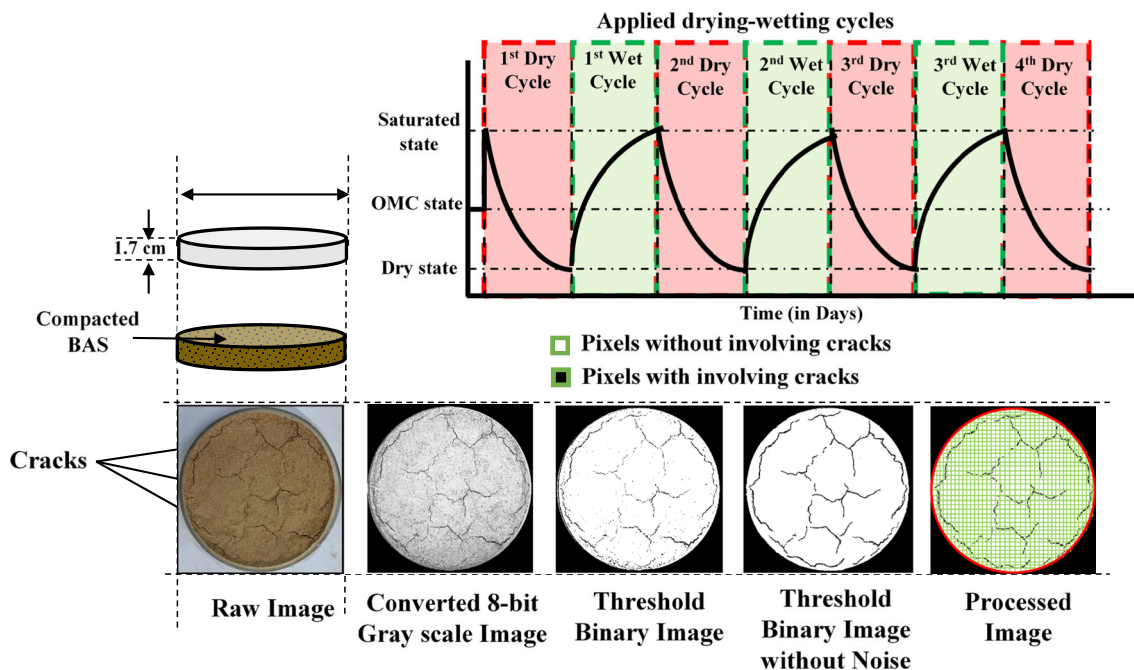 Applied drying-wetting cycles
1st Dry
Cycle
1st Wet
Cycle
2nd Dry
Cycle
2nd Wet
Cycle
3rd Dry
Cycle
3rd Wet
Cycle
4th Dry
Cycle
Saturated
state
OMC state
Dry state
Time (in Days)
1.7 cm
Compacted
BAS
Pixels without involving cracks
Pixels with involving cracks
Cracks
Raw Image
Converted 8-bit
Gray scale Image
Threshold
Binary Image
Threshold
Binary Image
without Noise
Processed
Image